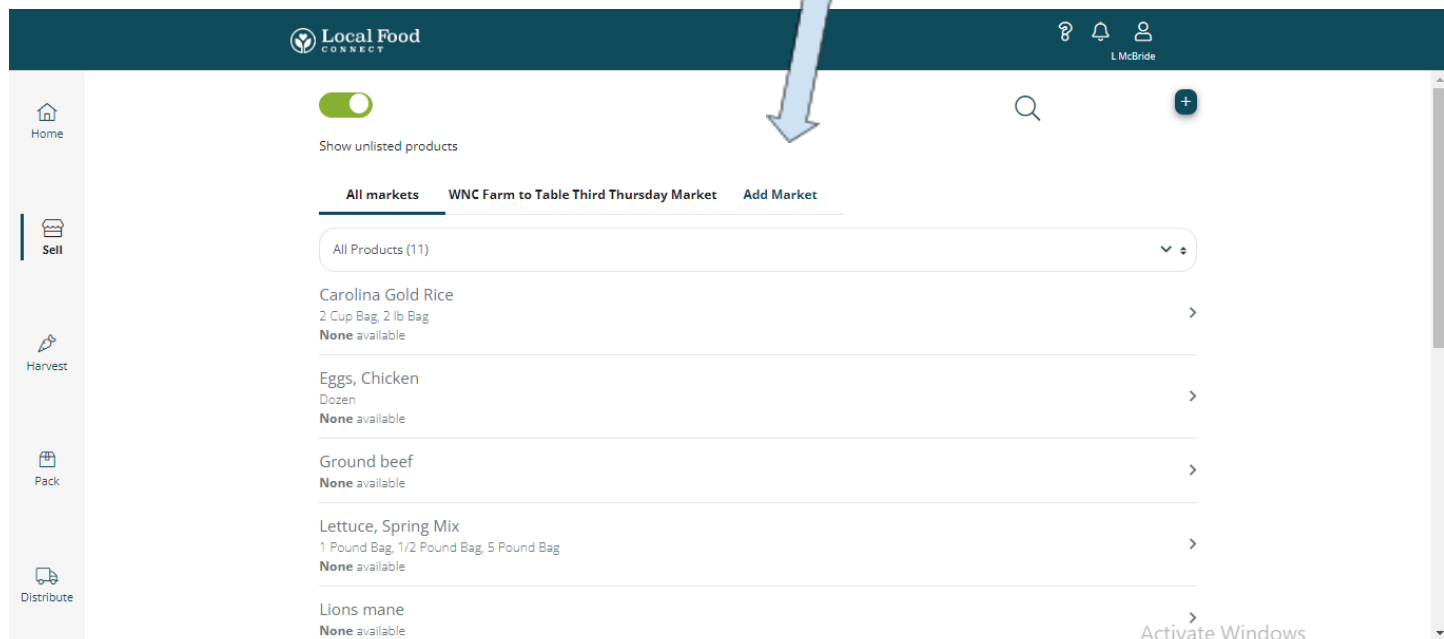 Local Food
CONNECT
L McBride
Home
Sell
Harvest
Pack
Distribute
+
Show unlisted products
All markets WNC Farm to Table Third Thursday Market Add Market
All Products (11)
Carolina Gold Rice
2 Cup Bag, 2 lb Bag
None available
Eggs, Chicken
Dozen
None available
Ground beef
None available
Lettuce, Spring Mix
1 Pound Bag, 1/2 Pound Bag, 5 Pound Bag
None available
Lions mane
None available
Activate Windows